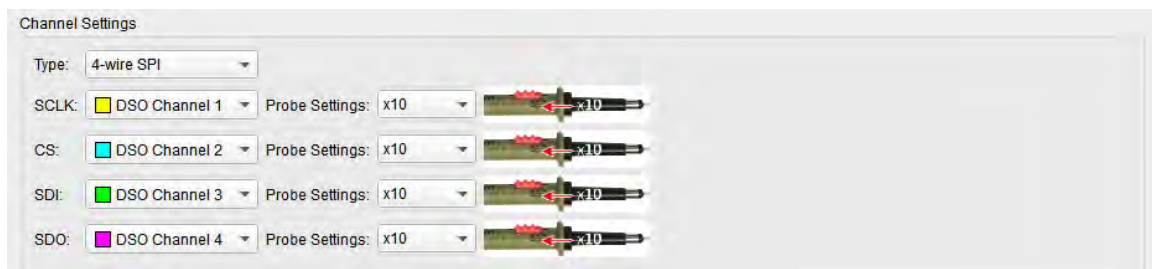 Channel Settings
Type: 4-wire SPI
SCLK: DSO Channel 1 Probe Settings: x10 x10
CS: DSO Channel 2 Probe Settings: x10 x10
SDI: DSO Channel 3 Probe Settings: x10 x10
SDO: DSO Channel 4 Probe Settings: x10 x10